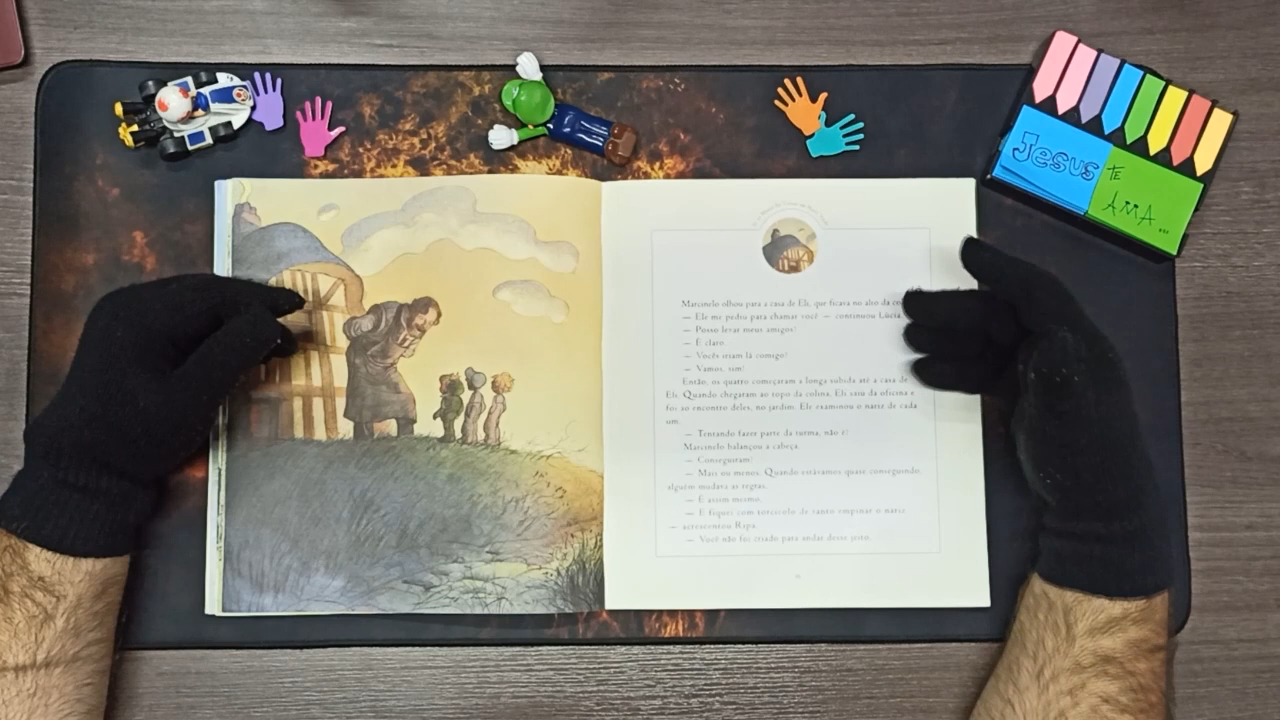 Jesus
TE
AMA...
Marcinelo olhou para a casa de Eli, que ficava no alto da
— Ele me pediu para chamar você — continuou Lúcia.
— Posso levar meus amigos?
— É claro.
— Vocês iriam lá comigo?
— Vamos, sim!
Então, os quatro começaram a longa subida até a casa de
Eli. Quando chegaram ao topo da colina, Eli saiu da oficina e
foi ao encontro deles, no jardim. Ele examinou o nariz de cada
um.
— Tentando fazer parte da turma, não é?
Marcinelo balançou a cabeça.
— Conseguiram?
— Mais ou menos. Quando estávamos quase conseguindo,
alguém mudava as regras.
— É assim mesmo.
— E fiquei com torcicolo de tanto empinar o nariz
— acrescentou Ripa.
— Você não foi criado para andar desse jeito.